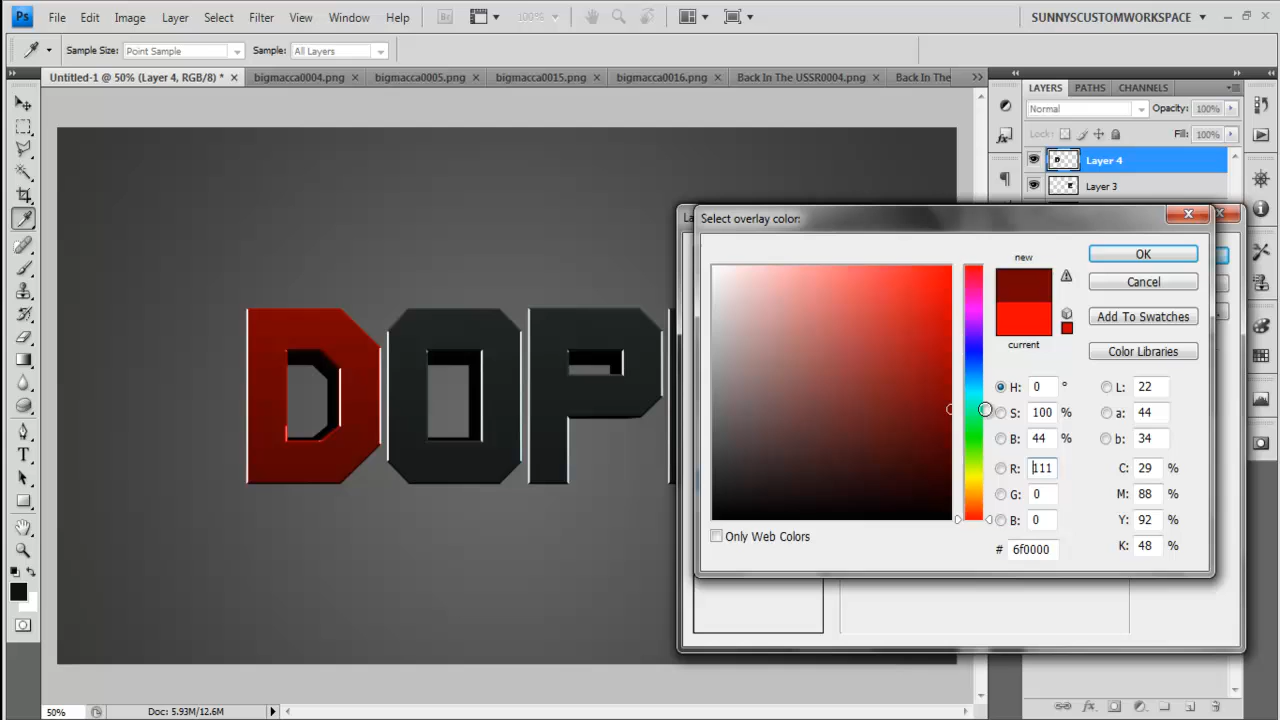 Ps File Edit Image Layer Select Filter View Window Help Br 100% SUNNYSCUSTOMWORKSPACE
Sample Size: Point Sample Sample: All Layers
Untitled-1 @ 50% (Layer 4, RGB/8) * bigmacca0004.png bigmacca0005.png bigmacca0015.png bigmacca0016.png Back In The USSR0004.png Back In The
LAYERS PATHS CHANNELS
Normal Opacity: 100%
Lock: Fill: 100%
Layer 4
Layer 3
Select overlay color:
new
OK
Cancel
Add To Swatches
current
Color Libraries
H: 0 ° L: 22
S: 100 % a: 44
B: 44 % b: 34
R: 111 C: 29 %
G: 0 M: 88 %
B: 0 Y: 92 %
Only Web Colors
# 6f0000 K: 48 %
DOP
50% Doc: 5.93M/12.6M